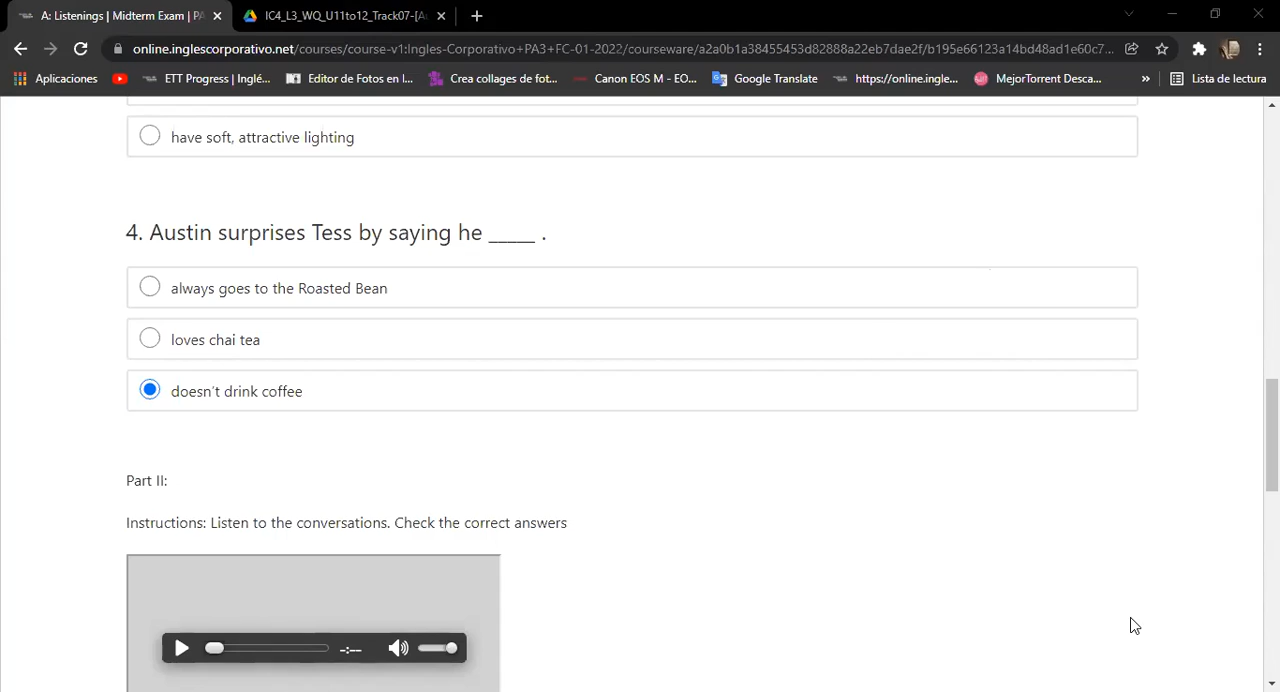 A: Listenings | Midterm Exam | PA
IC4_L3_WQ_U11to12_Track07-[Au
online.inglescorporativo.net/courses/course-v1:Ingles-Corporativo+PA3+FC-01-2022/courseware/a2a0b1a38455453d82888a22eb7dae2f/b195e66123a14bd48ad1e60c7...
Aplicaciones
ETT Progress | Inglé...
Editor de Fotos en l...
Crea collages de fot...
Canon EOS M - EO...
Google Translate
https://online.ingle...
MejorTorrent Desca...
»
Lista de lectura
have soft, attractive lighting
4. Austin surprises Tess by saying he _____ .
always goes to the Roasted Bean
loves chai tea
doesn't drink coffee
Part II:
Instructions: Listen to the conversations. Check the correct answers
-:--